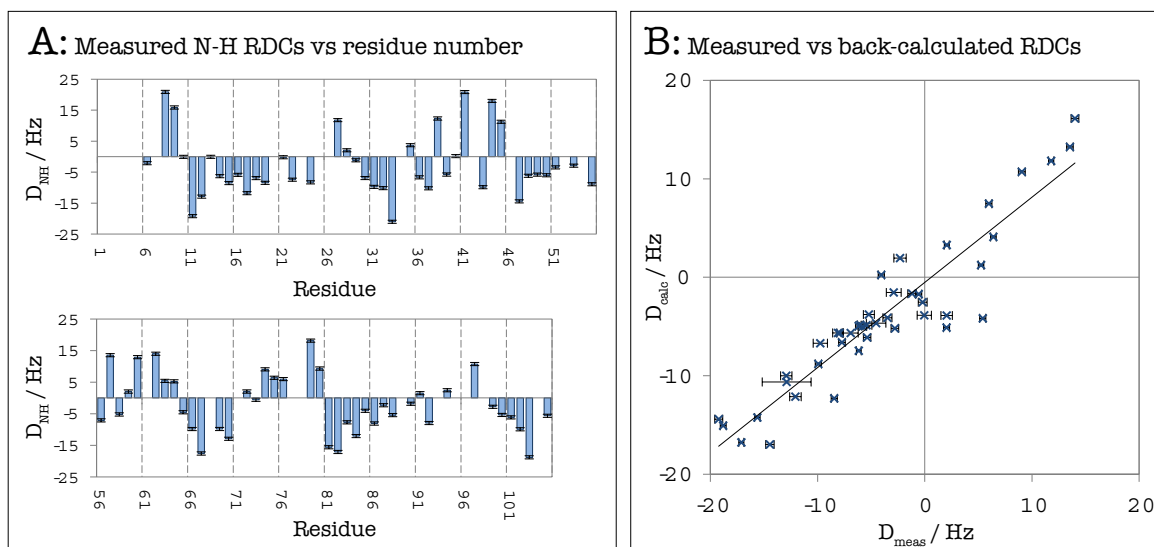 A: Measured N-H RDCs vs residue number
25
15
5
-5
-15
-25
D_NH / Hz
1 6 11 16 21 26 31 36 41 46 51
Residue
25
15
5
-5
-15
-25
D_NH / Hz
56 61 66 71 76 81 86 91 96 101
Residue
B: Measured vs back-calculated RDCs
20
10
0
-10
-20
D_calc / Hz
-20 -10 0 10 20
D_meas / Hz